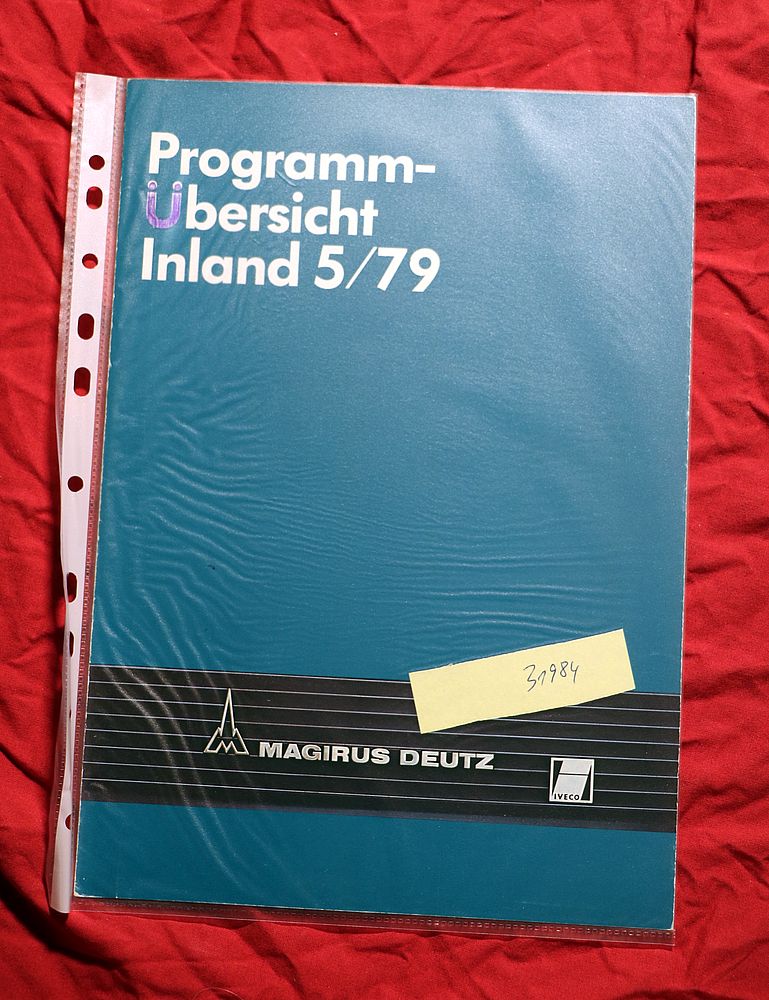 Programm-
Übersicht
Inland 5/79
31984
MAGIRUS DEUTZ
IVECO